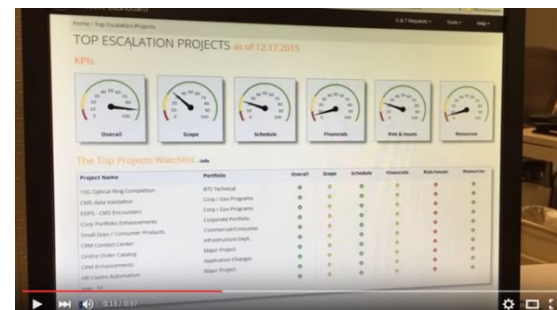 Home / Top Escalation Projects
G & T Requests Tools Help
TOP ESCALATION PROJECTS as of 12.17.2015
KPIs
Overall Scope Schedule Financials Risk & Issues Resources
The Top Projects Watchlist
Project Name Portfolio Overall Scope Schedule Financials Risk/Issues Resources
10G Optical Ring Completion BTS Technical
CMS data Validation Corp / Gov Programs
EDPS - CMS Encounters Corp / Gov Programs
Corp Portfolio Enhancements Corporate Portfolio
Small Grps / Consumer Products Commercial/Consumer
CRM Contact Center Infrastructure Dept.
Online Order Catalog Major Project
CRM Enhancements Application Changes
HB Claims Automation Major Project
0:13 / 0:37